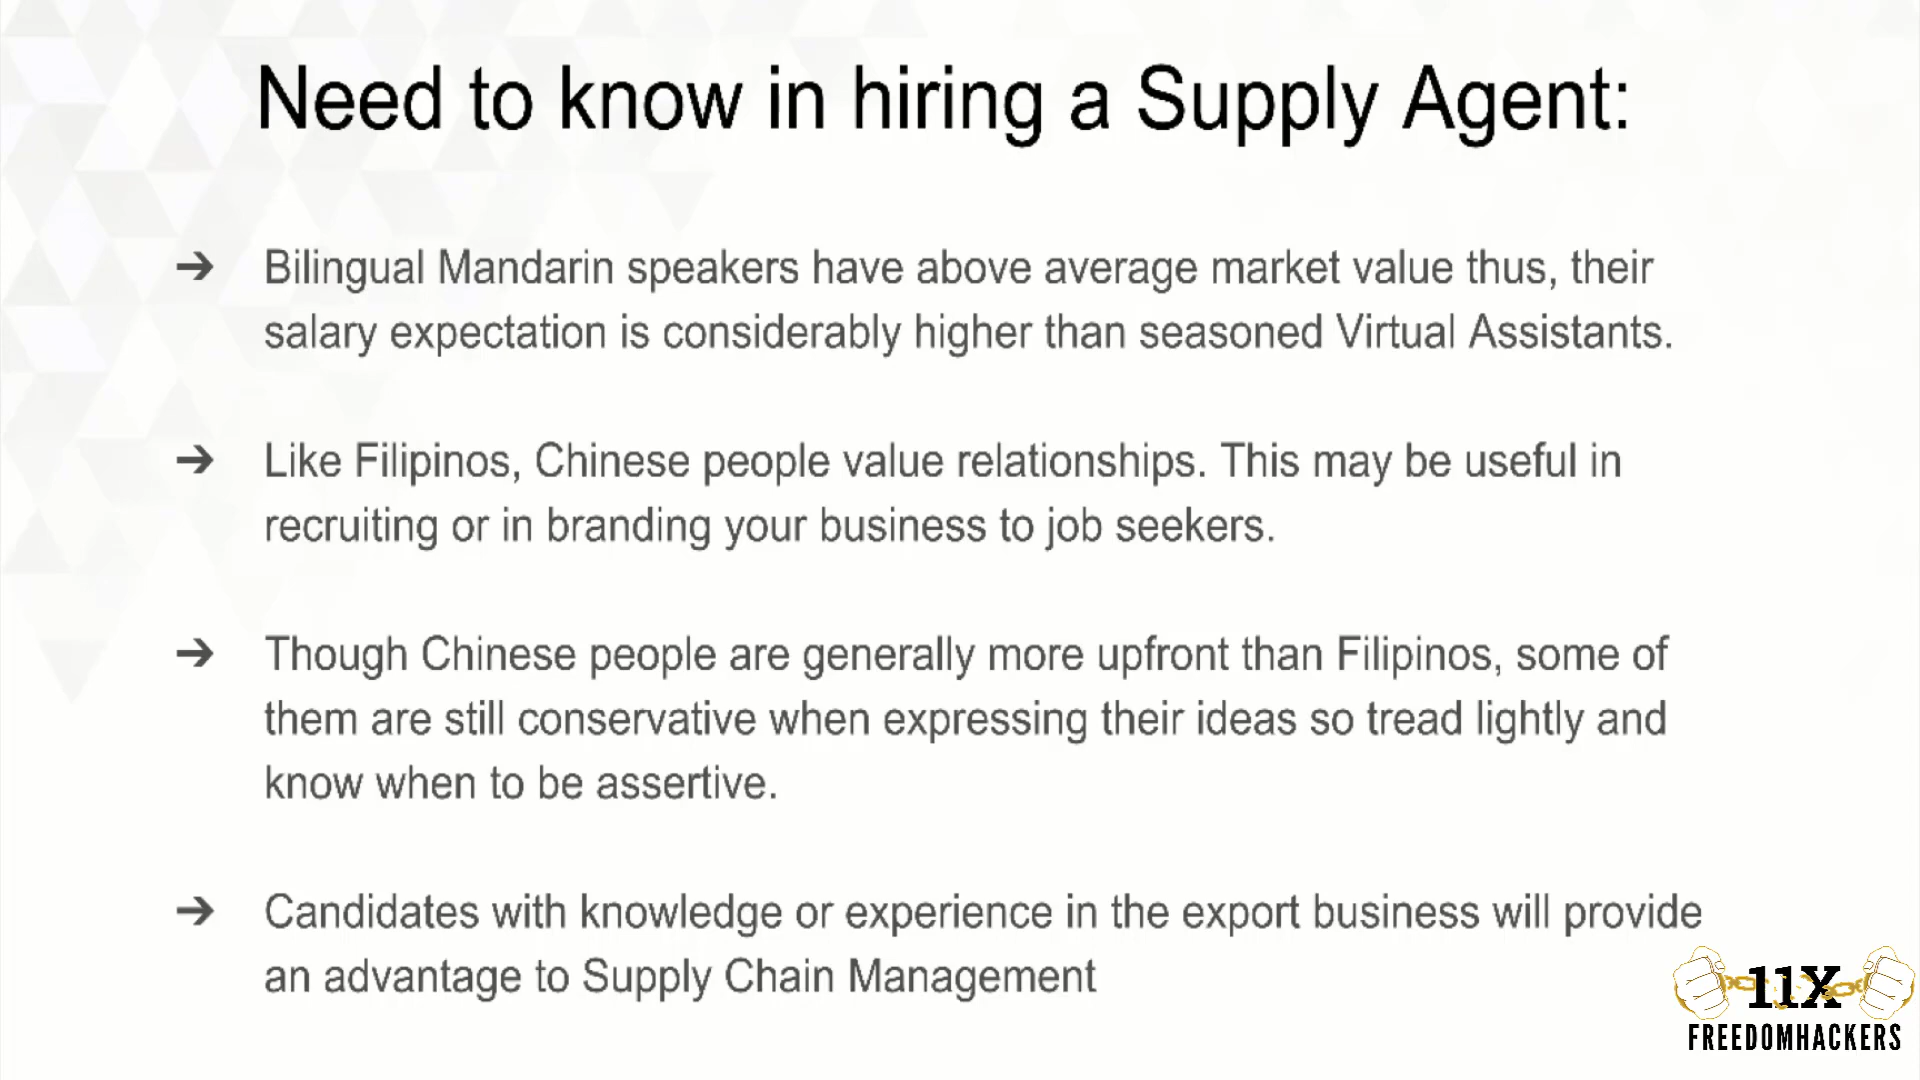 Need to know in hiring a Supply Agent:
➔ Bilingual Mandarin speakers have above average market value thus, their
salary expectation is considerably higher than seasoned Virtual Assistants.
➔ Like Filipinos, Chinese people value relationships. This may be useful in
recruiting or in branding your business to job seekers.
➔ Though Chinese people are generally more upfront than Filipinos, some of
them are still conservative when expressing their ideas so tread lightly and
know when to be assertive.
➔ Candidates with knowledge or experience in the export business will provide
an advantage to Supply Chain Management
11X
FREEDOMHACKERS